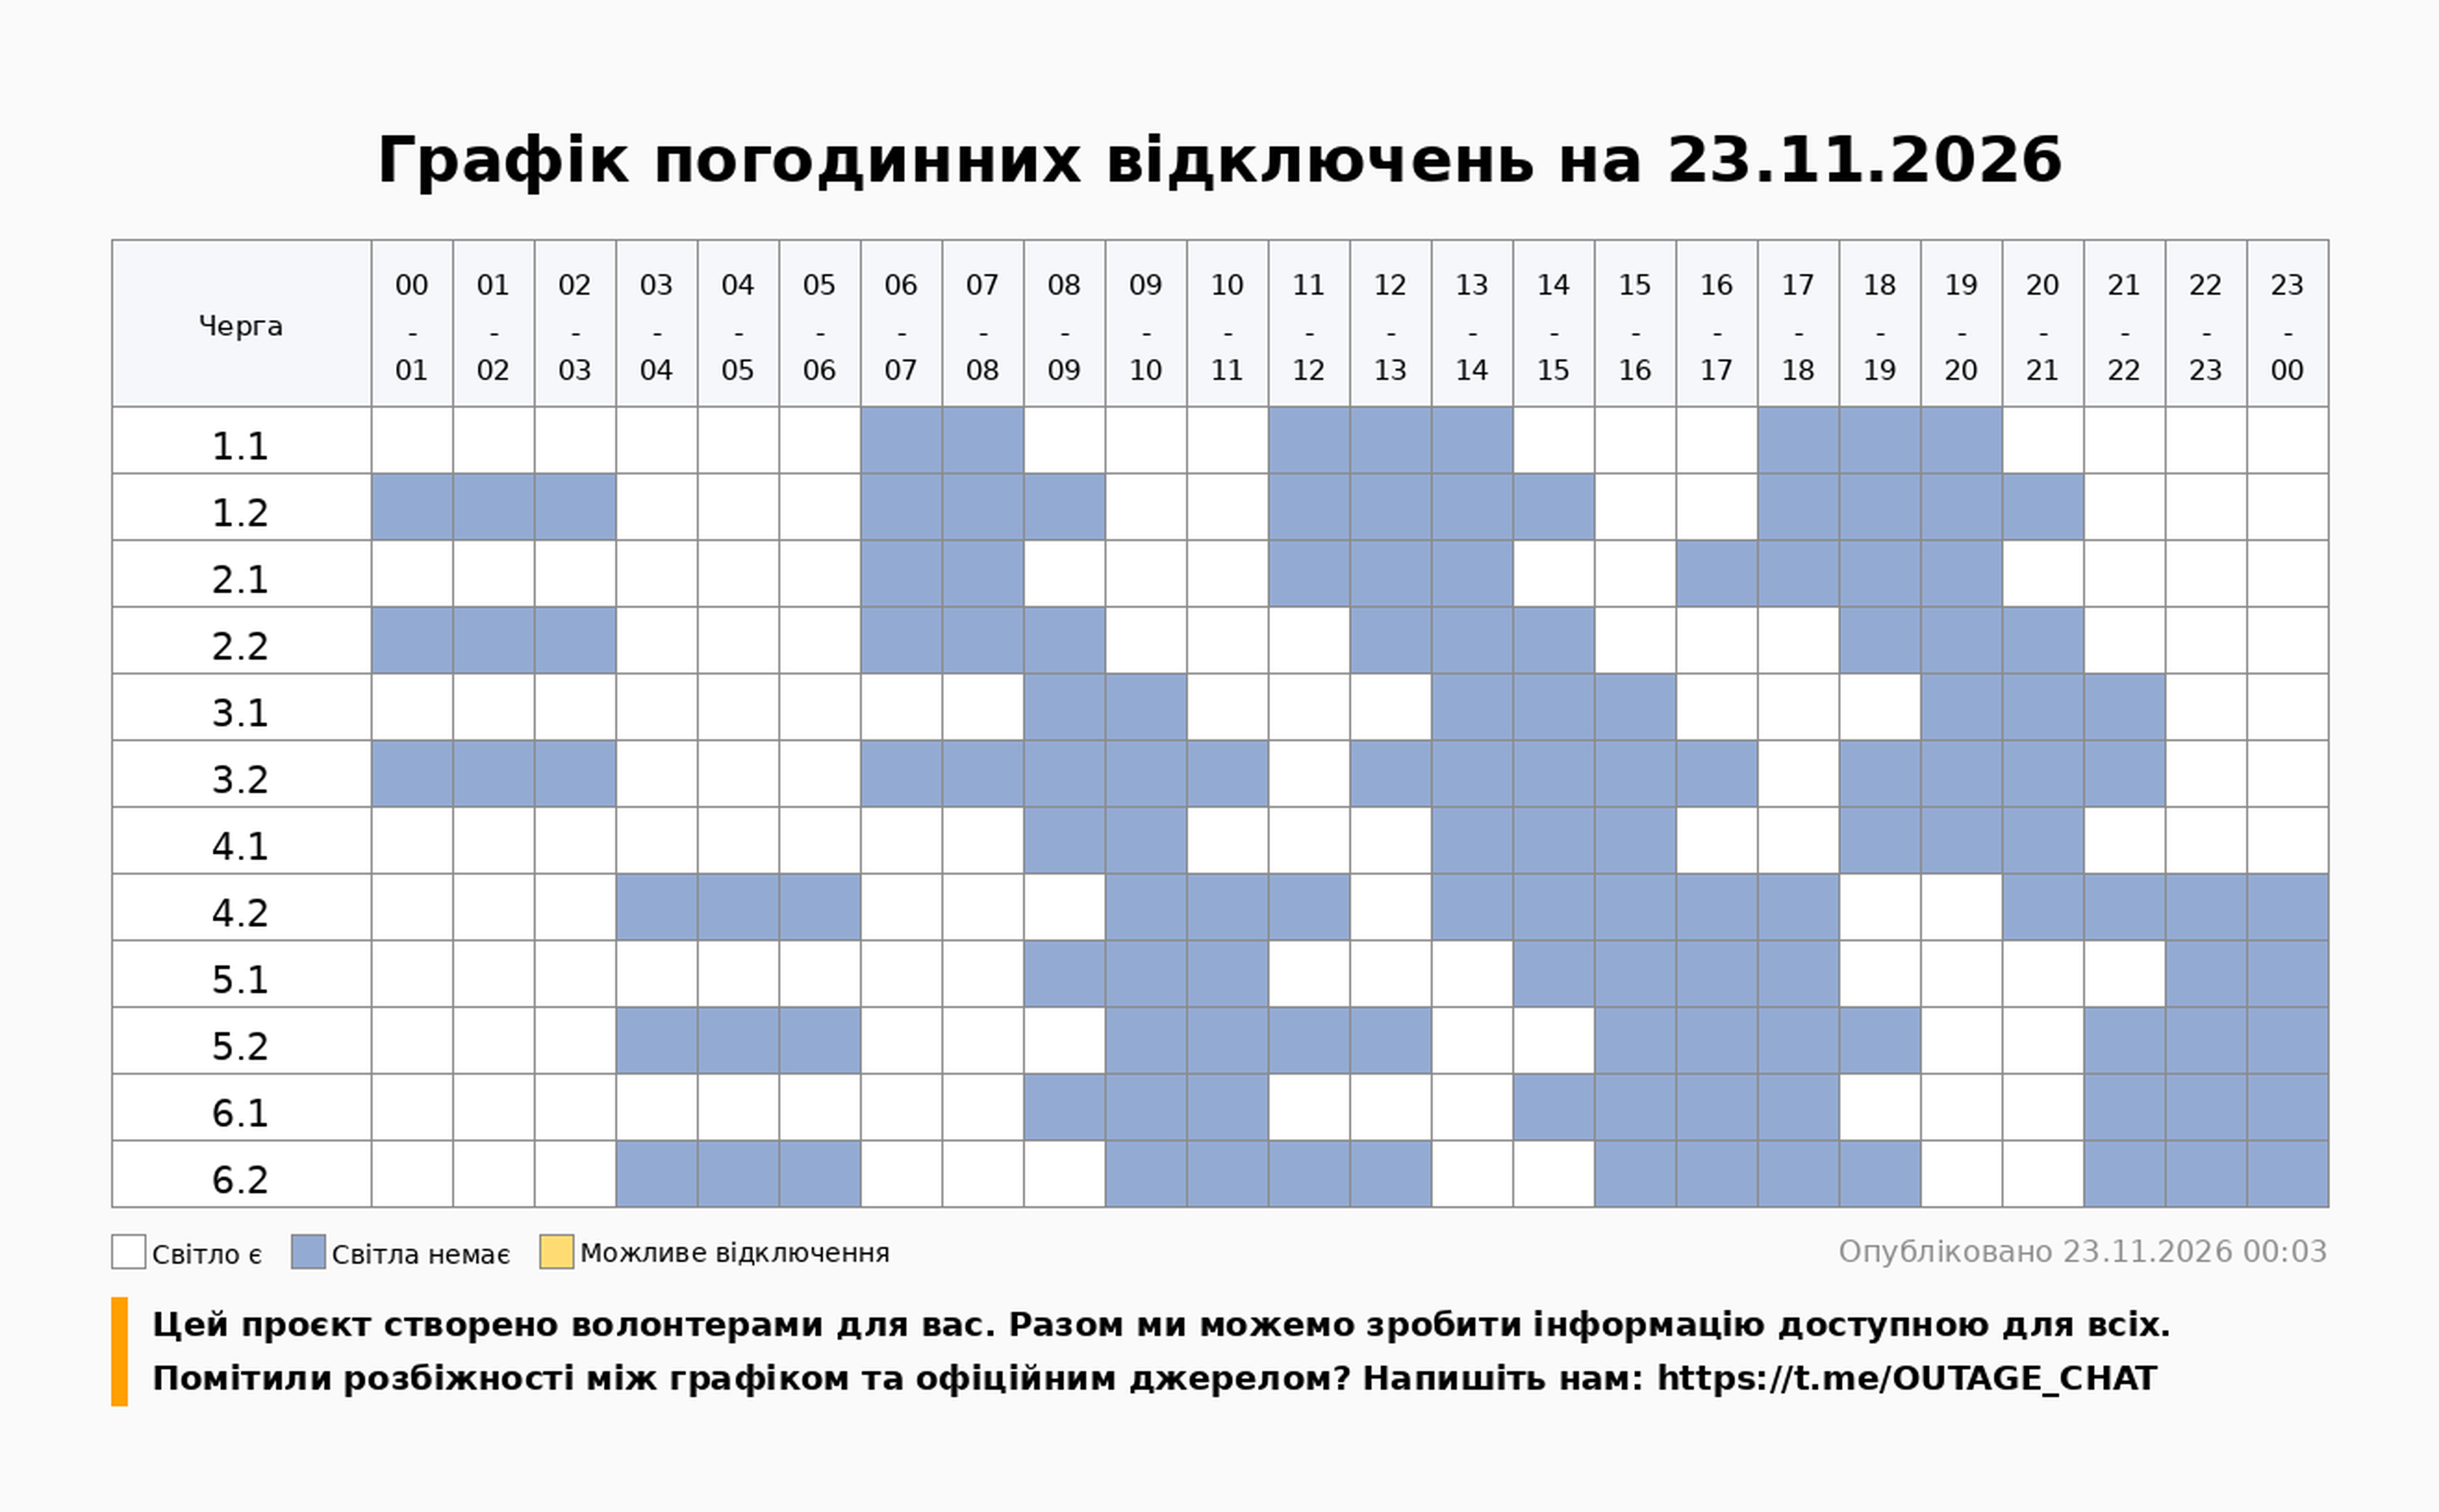 Графік погодинних відключень на 23.11.2026
Черга 00 - 01 01 - 02 02 - 03 03 - 04 04 - 05 05 - 06 06 - 07 07 - 08 08 - 09 09 - 10 10 - 11 11 - 12 12 - 13 13 - 14 14 - 15 15 - 16 16 - 17 17 - 18 18 - 19 19 - 20 20 - 21 21 - 22 22 - 23 23 - 00
1.1
1.2
2.1
2.2
3.1
3.2
4.1
4.2
5.1
5.2
6.1
6.2
Світло є Світла немає Можливе відключення Опубліковано 23.11.2026 00:03
Цей проєкт створено волонтерами для вас. Разом ми можемо зробити інформацію доступною для всіх.
Помітили розбіжності між графіком та офіційним джерелом? Напишіть нам: https://t.me/OUTAGE_CHAT